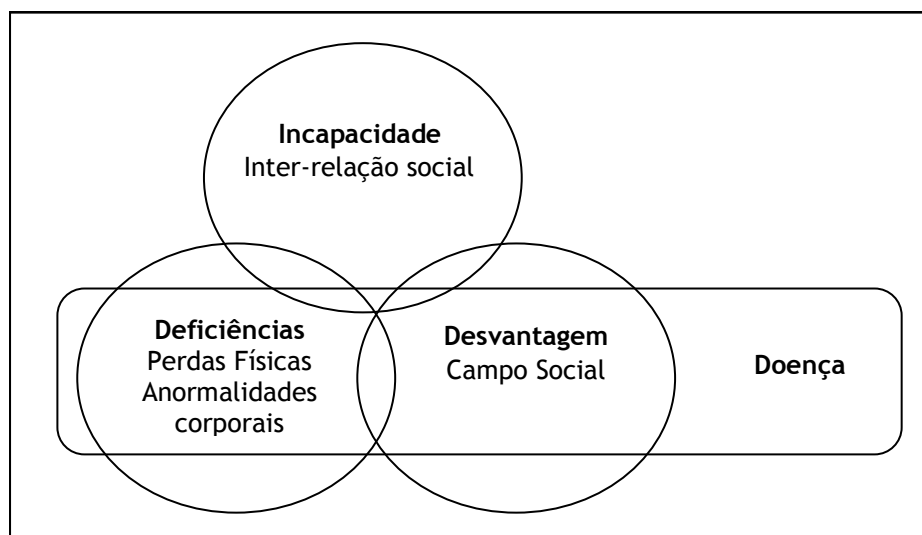 Incapacidade
Inter-relação social
Deficiências
Perdas Físicas
Anormalidades
corporais
Desvantagem
Campo Social
Doença